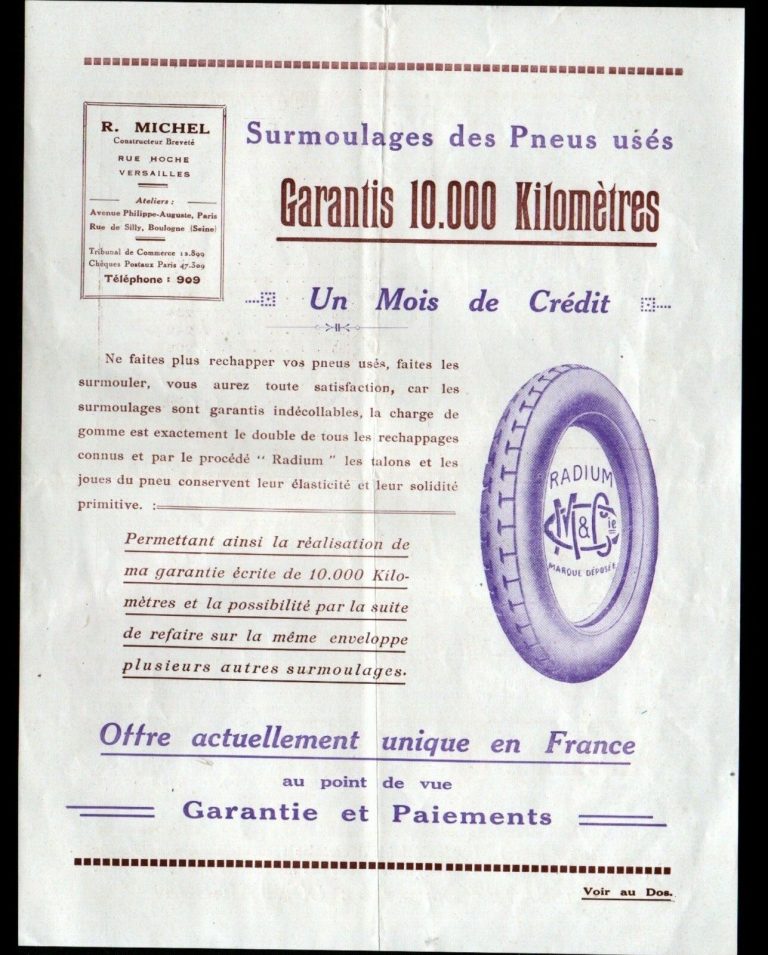 R. MICHEL
Constructeur Breveté
RUE HOCHE
VERSAILLES
Ateliers :
Avenue Philippe-Auguste, Paris
Rue de Silly, Boulogne (Seine)
Tribunal de Commerce 12.899
Chèques Postaux Paris 47.309
Téléphone : 909
Surmoulages des Pneus usés
Garantis 10.000 Kilomètres
Un Mois de Crédit
Ne faites plus rechapper vos pneus usés, faites les
surmouler, vous aurez toute satisfaction, car les
surmoulages sont garantis indécollables, la charge de
gomme est exactement le double de tous les rechappages
connus et par le procédé " Radium " les talons et les
joues du pneu conservent leur élasticité et leur solidité
primitive. :
Permettant ainsi la réalisation de
ma garantie écrite de 10.000 Kilo-
mètres et la possibilité par la suite
de refaire sur la même enveloppe
plusieurs autres surmoulages.
RADIUM
M & Cie
MARQUE DÉPOSÉE
Offre actuellement unique en France
au point de vue
Garantie et Paiements
Voir au Dos.